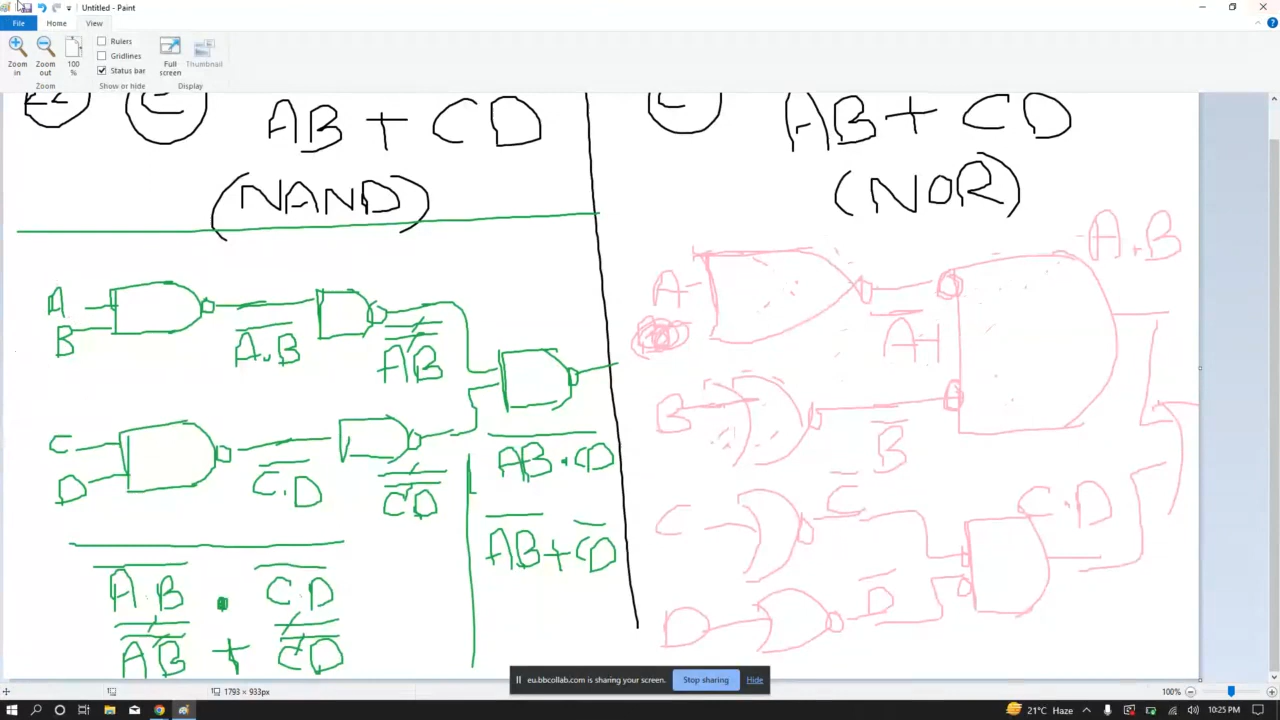 Untitled - Paint
File Home View
Zoom in
Zoom out
100 %
Rulers
Gridlines
Status bar
Full screen
Thumbnail
Zoom
Show or hide
Display
AB + CD
(NAND)
A
B
A.B
AB
C
D
C.D
CD
AB.CD
AB+CD
A.B . C.D
AB + CD
AB + CD
(NOR)
A
A
A.B
B
B
C
C
C.D
D
D
eu.bbcollab.com is sharing your screen.
Stop sharing
Hide
1793 × 933px
100%
21°C Haze
10:25 PM